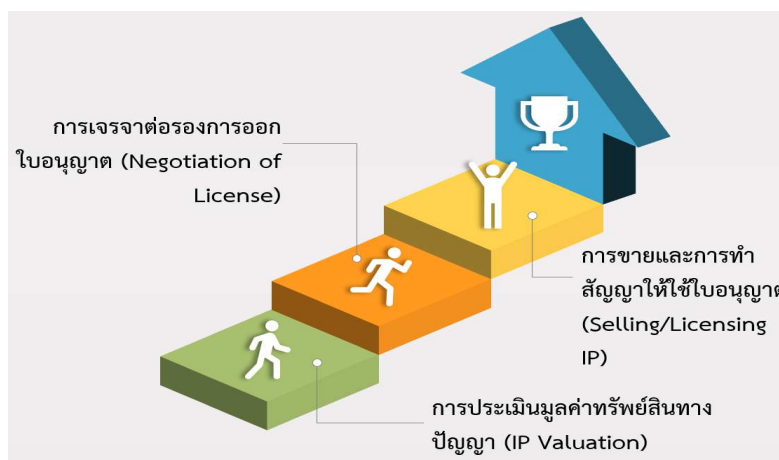 การเจรจาต่อรองการออก
ใบอนุญาต (Negotiation of
License)
การขายและการทำ
สัญญาให้ใช้ใบอนุญาต
(Selling/Licensing
IP)
การประเมินมูลค่าทรัพย์สินทาง
ปัญญา (IP Valuation)